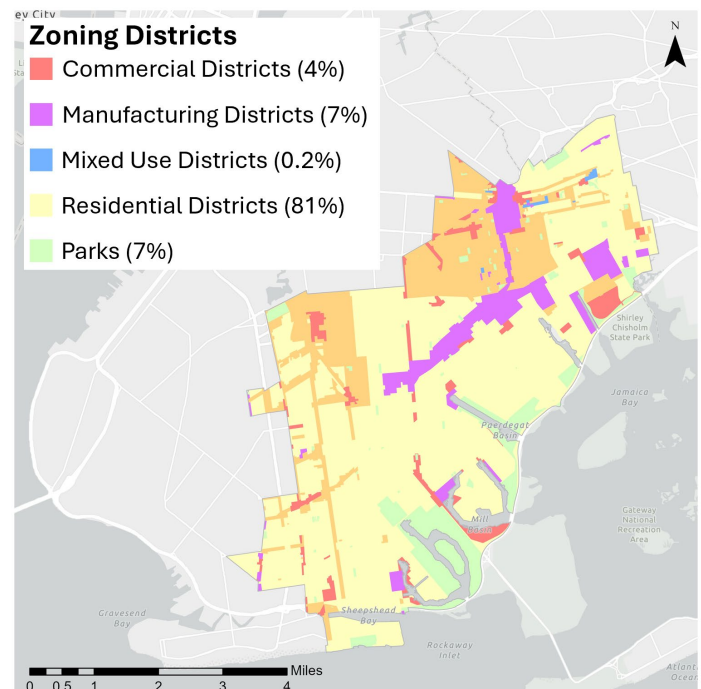 ey City
Zoning Districts
Commercial Districts (4%)
Manufacturing Districts (7%)
Mixed Use Districts (0.2%)
Residential Districts (81%)
Parks (7%)
N
Shirley
Chisholm
State Park
Jamaica
Bay
Paerdegat
Basin
Gateway
National
Recreation
Area
Mill
Basin
Gravesend
Bay
Sheepshead
Bay
Rockaway
Inlet
Atlant
Ocean
Miles
0 0.5 1 2 3 4